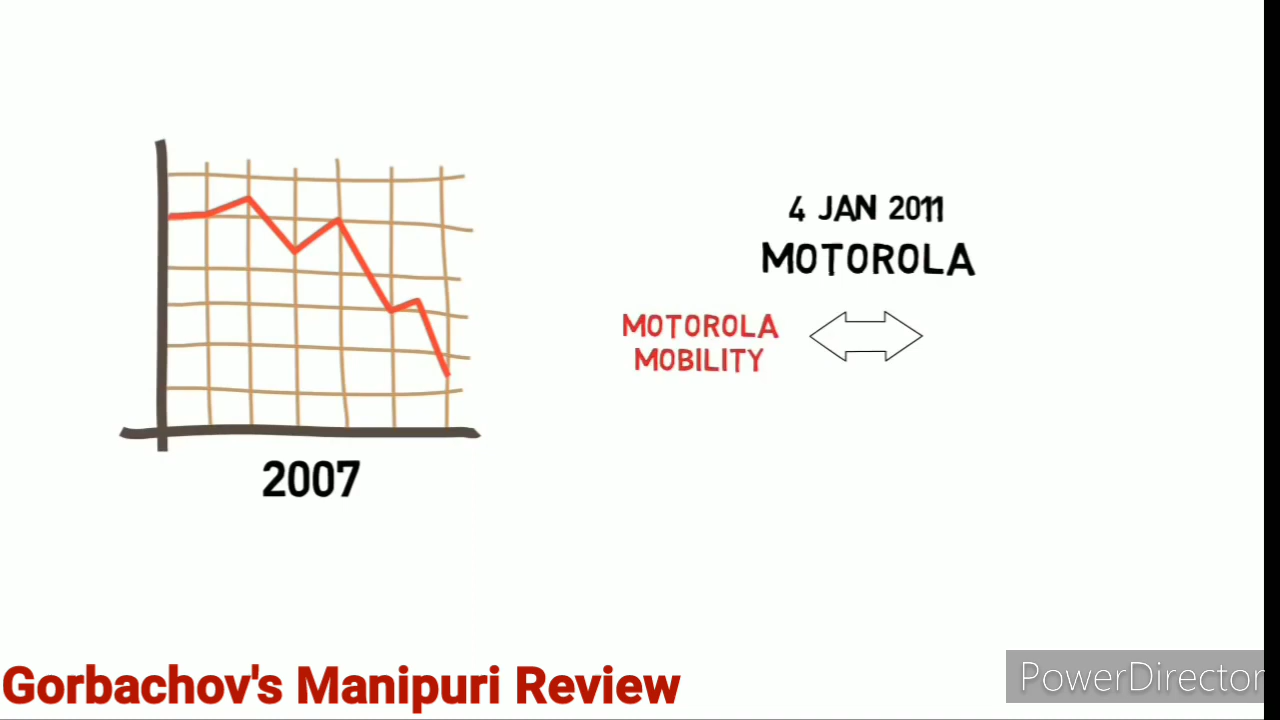 4 JAN 2011
MOTOROLA
MOTOROLA
MOBILITY
2007
Gorbachov's Manipuri Review
PowerDirector